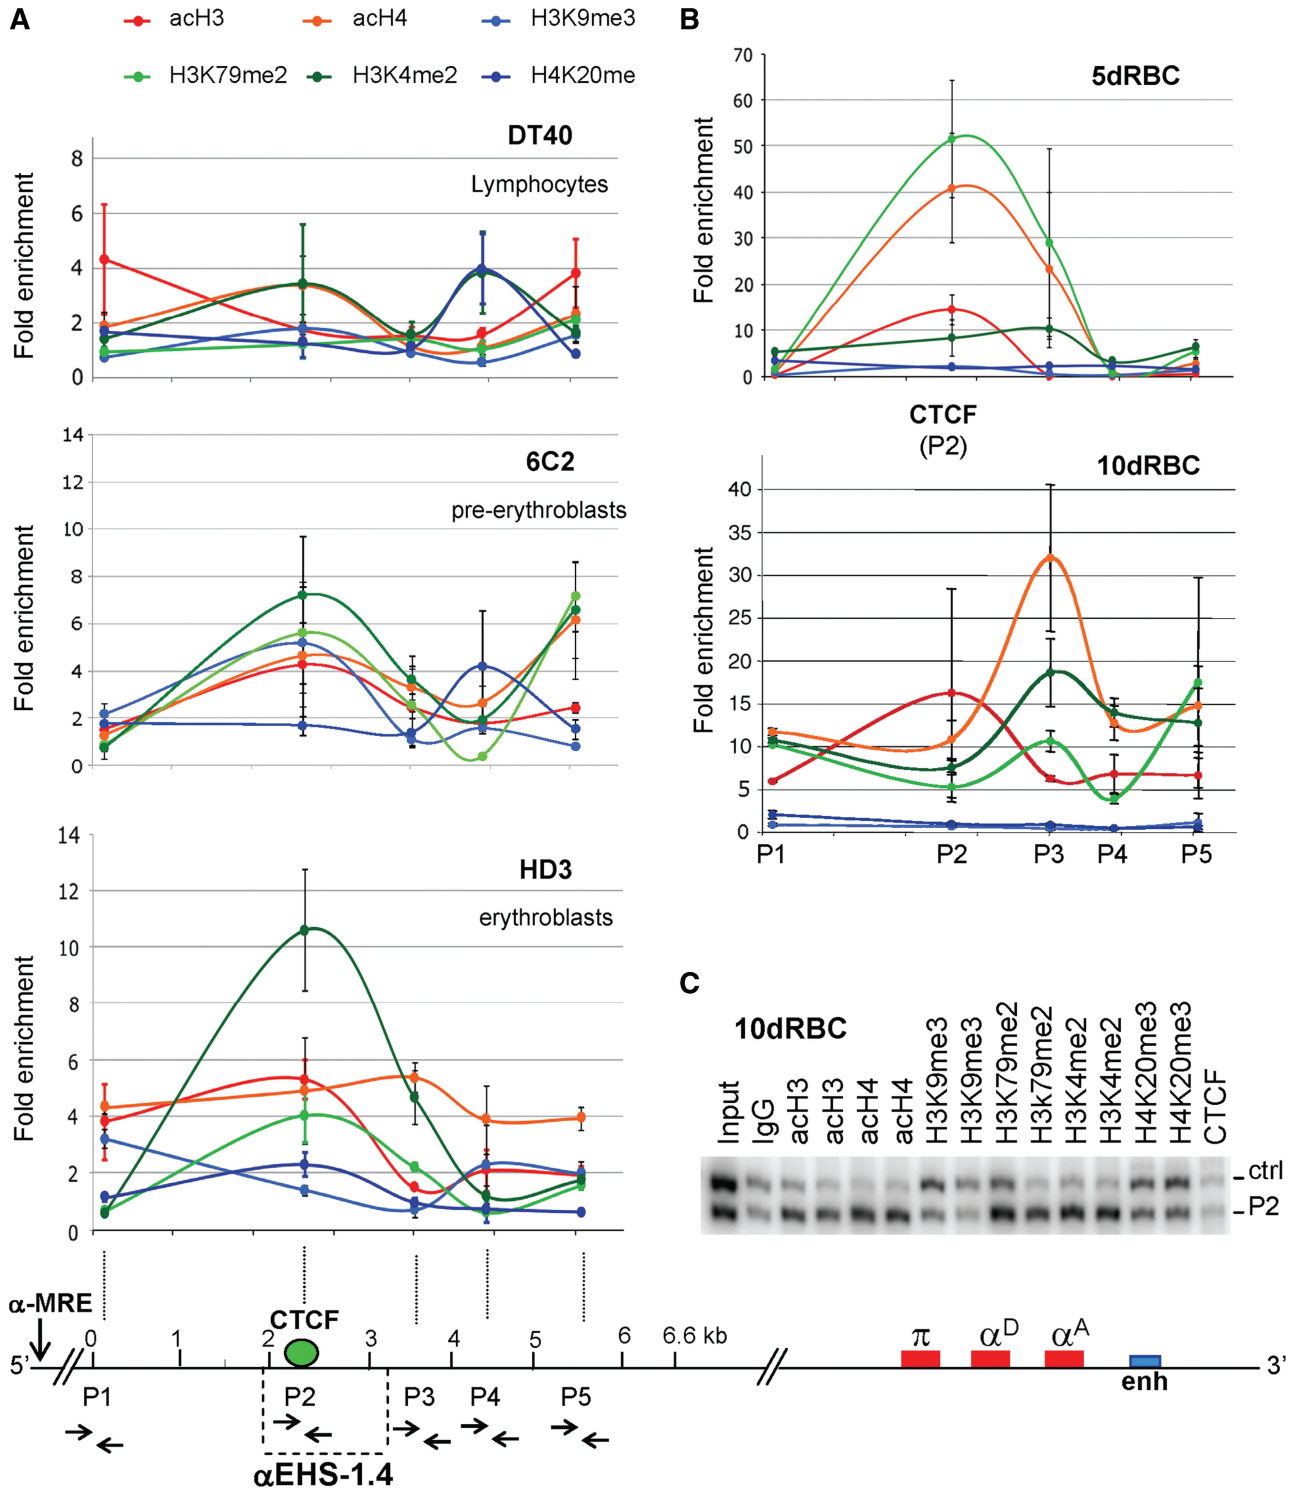 A
acH3 acH4 H3K9me3
H3K79me2 H3K4me2 H4K20me
DT40
Lymphocytes
Fold enrichment
8
6
4
2
0
6C2
pre-erythroblasts
Fold enrichment
14
12
10
8
6
4
2
0
HD3
erythroblasts
Fold enrichment
14
12
10
8
6
4
2
0
B
5dRBC
Fold enrichment
70
60
50
40
30
20
10
0
CTCF
(P2)
10dRBC
Fold enrichment
40
35
30
25
20
15
10
5
0
P1 P2 P3 P4 P5
C
10dRBC
Input
IgG
acH3
acH3
acH4
acH4
H3K9me3
H3K9me3
H3K79me2
H3k79me2
H3K4me2
H3K4me2
H4K20me3
H4K20me3
CTCF
ctrl
P2
α-MRE
CTCF
0 1 2 3 4 5 6 6.6 kb
5' 3'
π αD αA
enh
P1 P2 P3 P4 P5
αEHS-1.4